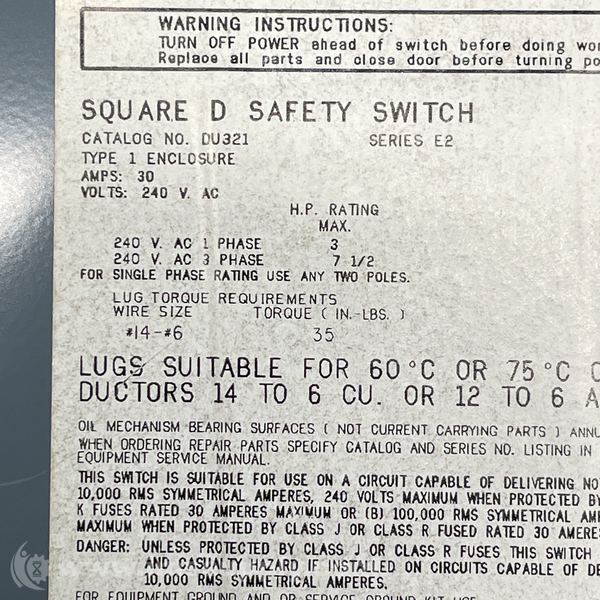 WARNING INSTRUCTIONS:
TURN OFF POWER ahead of switch before doing
Replace all parts and close door before turning
SQUARE D SAFETY SWITCH
CATALOG NO. DU321 SERIES E2
TYPE 1 ENCLOSURE
AMPS: 30
VOLTS: 240 V. AC
H.P. RATING
MAX.
240 V. AC 1 PHASE 3
240 V. AC 3 PHASE 7 1/2
FOR SINGLE PHASE RATING USE ANY TWO POLES.
LUG TORQUE REQUIREMENTS
WIRE SIZE TORQUE ( IN.-LBS. )
#14-#6 35
LUGS SUITABLE FOR 60°C OR 75°C
DUCTORS 14 TO 6 CU. OR 12 TO 6 A
OIL MECHANISM BEARING SURFACES ( NOT CURRENT CARRYING PARTS ) ANNU
WHEN ORDERING REPAIR PARTS SPECIFY CATALOG AND SERIES NO. LISTING IN
EQUIPMENT SERVICE MANUAL.
THIS SWITCH IS SUITABLE FOR USE ON A CIRCUIT CAPABLE OF DELIVERING NO
10,000 RMS SYMMETRICAL AMPERES, 240 VOLTS MAXIMUM WHEN PROTECTED BY
K FUSES RATED 30 AMPERES MAXIMUM OR (B) 100,000 RMS SYMMETRICAL AM
MAXIMUM WHEN PROTECTED BY CLASS J OR CLASS R FUSED RATED 30 AMERES
DANGER: UNLESS PROTECTED BY CLASS J OR CLASS R FUSES THIS SWITCH
AND CASUALTY HAZARD IF INSTALLED ON CIRCUITS CAPABLE OF DE
10,000 RMS SYMMETRICAL AMPERES.
FOR EQUIPMENT GROUND AND OR SERVICE GROUND KIT USE